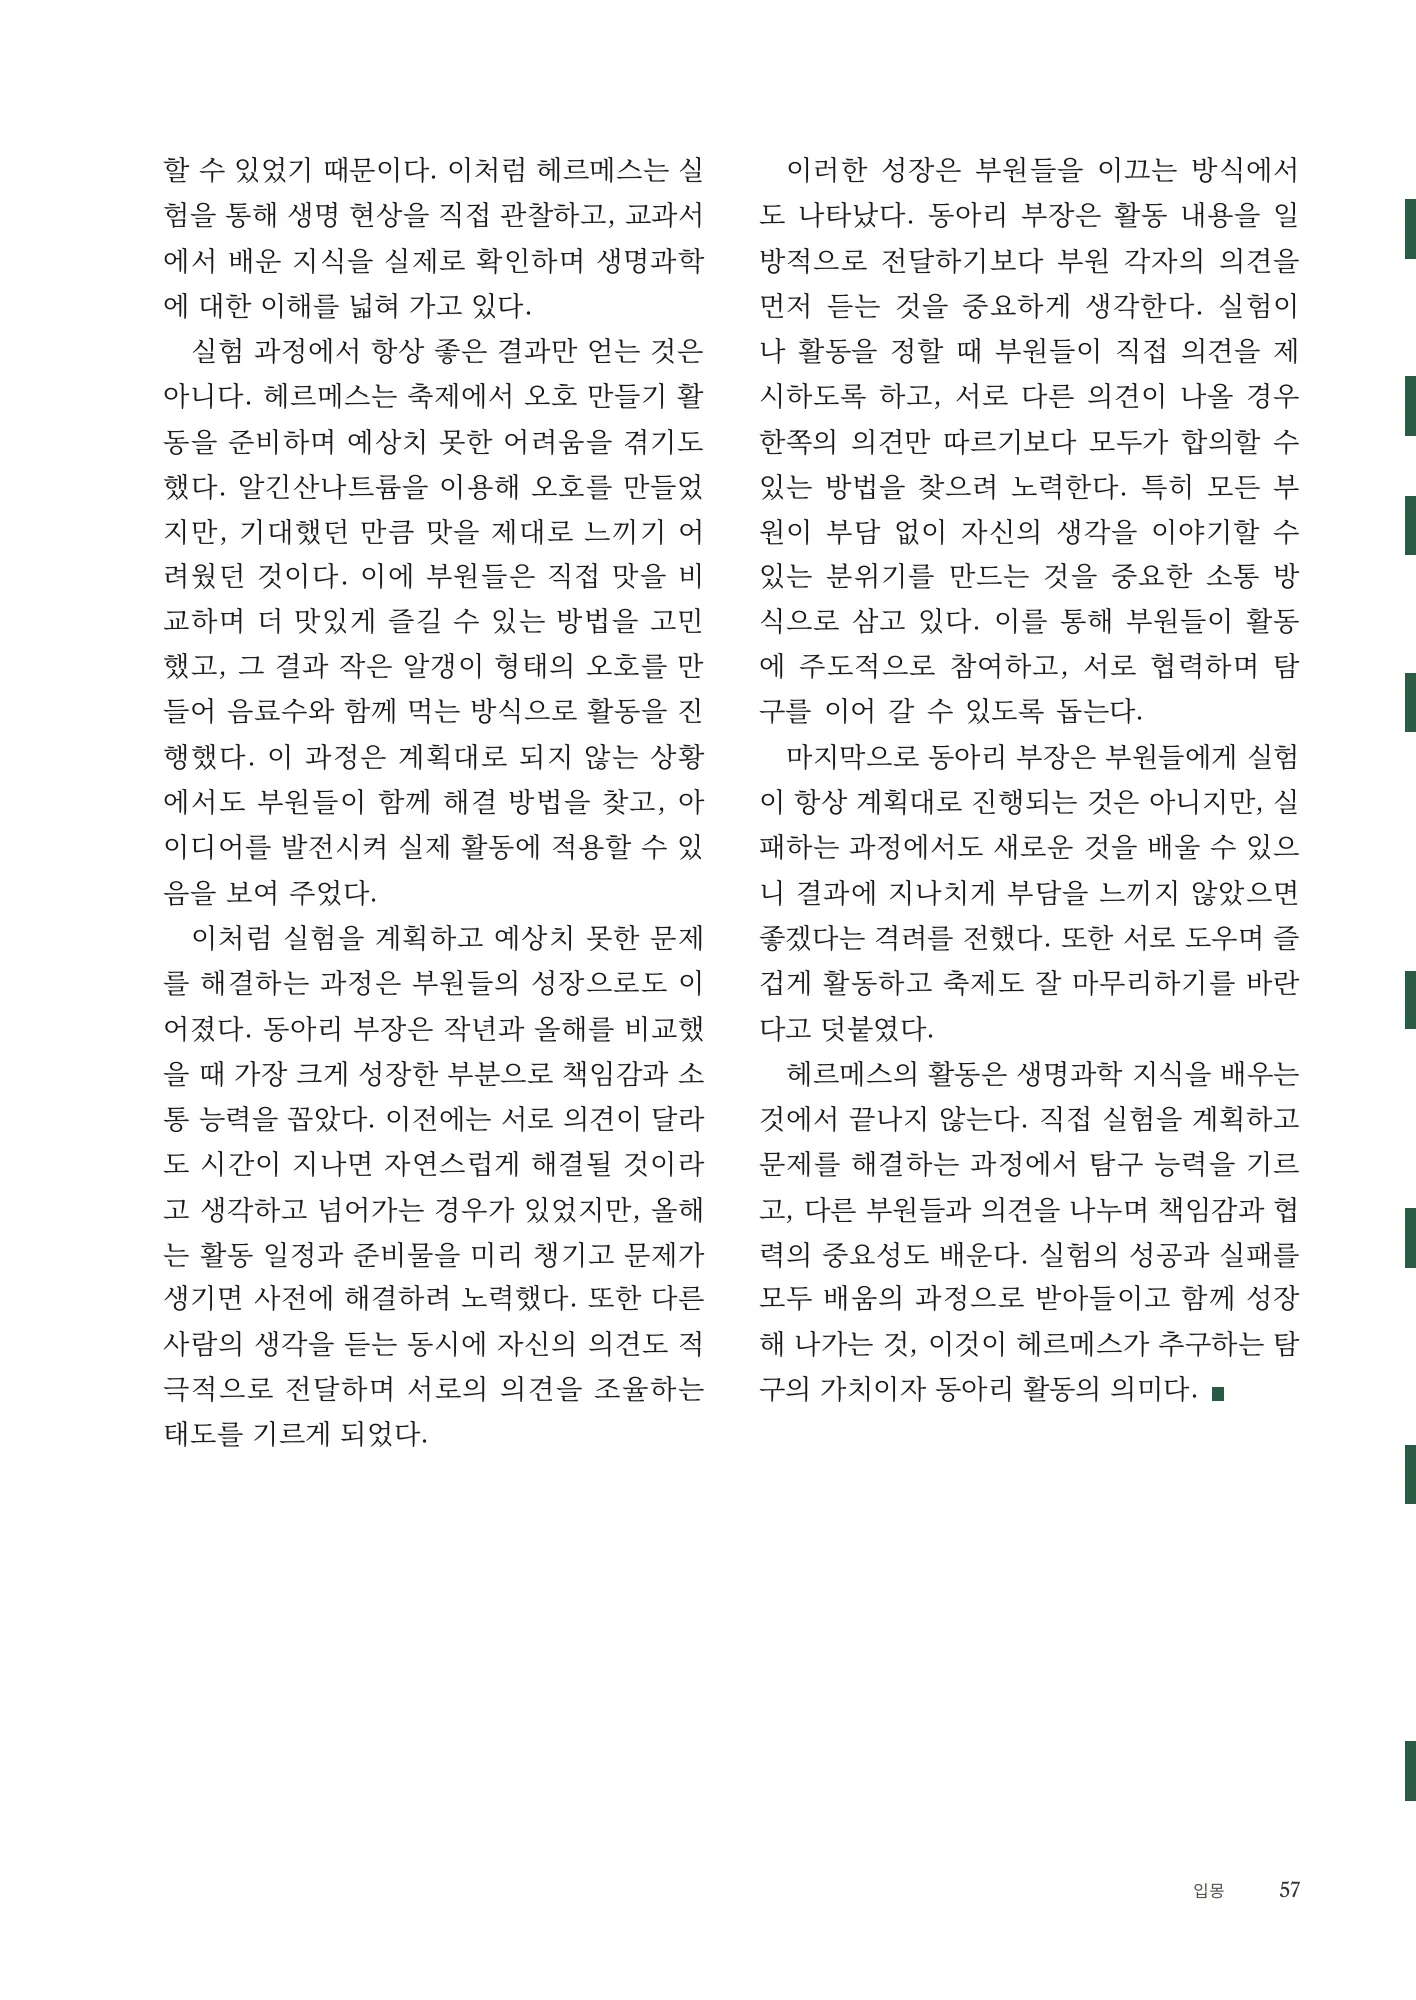 할 수 있었기 때문이다. 이처럼 헤르메스는 실
험을 통해 생명 현상을 직접 관찰하고, 교과서
에서 배운 지식을 실제로 확인하며 생명과학
에 대한 이해를 넓혀 가고 있다.
실험 과정에서 항상 좋은 결과만 얻는 것은
아니다. 헤르메스는 축제에서 오호 만들기 활
동을 준비하며 예상치 못한 어려움을 겪기도
했다. 알긴산나트륨을 이용해 오호를 만들었
지만, 기대했던 만큼 맛을 제대로 느끼기 어
려웠던 것이다. 이에 부원들은 직접 맛을 비
교하며 더 맛있게 즐길 수 있는 방법을 고민
했고, 그 결과 작은 알갱이 형태의 오호를 만
들어 음료수와 함께 먹는 방식으로 활동을 진
행했다. 이 과정은 계획대로 되지 않는 상황
에서도 부원들이 함께 해결 방법을 찾고, 아
이디어를 발전시켜 실제 활동에 적용할 수 있
음을 보여 주었다.
이처럼 실험을 계획하고 예상치 못한 문제
를 해결하는 과정은 부원들의 성장으로도 이
어졌다. 동아리 부장은 작년과 올해를 비교했
을 때 가장 크게 성장한 부분으로 책임감과 소
통 능력을 꼽았다. 이전에는 서로 의견이 달라
도 시간이 지나면 자연스럽게 해결될 것이라
고 생각하고 넘어가는 경우가 있었지만, 올해
는 활동 일정과 준비물을 미리 챙기고 문제가
생기면 사전에 해결하려 노력했다. 또한 다른
사람의 생각을 듣는 동시에 자신의 의견도 적
극적으로 전달하며 서로의 의견을 조율하는
태도를 기르게 되었다.
이러한 성장은 부원들을 이끄는 방식에서
도 나타났다. 동아리 부장은 활동 내용을 일
방적으로 전달하기보다 부원 각자의 의견을
먼저 듣는 것을 중요하게 생각한다. 실험이
나 활동을 정할 때 부원들이 직접 의견을 제
시하도록 하고, 서로 다른 의견이 나올 경우
한쪽의 의견만 따르기보다 모두가 합의할 수
있는 방법을 찾으려 노력한다. 특히 모든 부
원이 부담 없이 자신의 생각을 이야기할 수
있는 분위기를 만드는 것을 중요한 소통 방
식으로 삼고 있다. 이를 통해 부원들이 활동
에 주도적으로 참여하고, 서로 협력하며 탐
구를 이어 갈 수 있도록 돕는다.
마지막으로 동아리 부장은 부원들에게 실험
이 항상 계획대로 진행되는 것은 아니지만, 실
패하는 과정에서도 새로운 것을 배울 수 있으
니 결과에 지나치게 부담을 느끼지 않았으면
좋겠다는 격려를 전했다. 또한 서로 도우며 즐
겁게 활동하고 축제도 잘 마무리하기를 바란
다고 덧붙였다.
헤르메스의 활동은 생명과학 지식을 배우는
것에서 끝나지 않는다. 직접 실험을 계획하고
문제를 해결하는 과정에서 탐구 능력을 기르
고, 다른 부원들과 의견을 나누며 책임감과 협
력의 중요성도 배운다. 실험의 성공과 실패를
모두 배움의 과정으로 받아들이고 함께 성장
해 나가는 것, 이것이 헤르메스가 추구하는 탐
구의 가치이자 동아리 활동의 의미다.
입몽 57